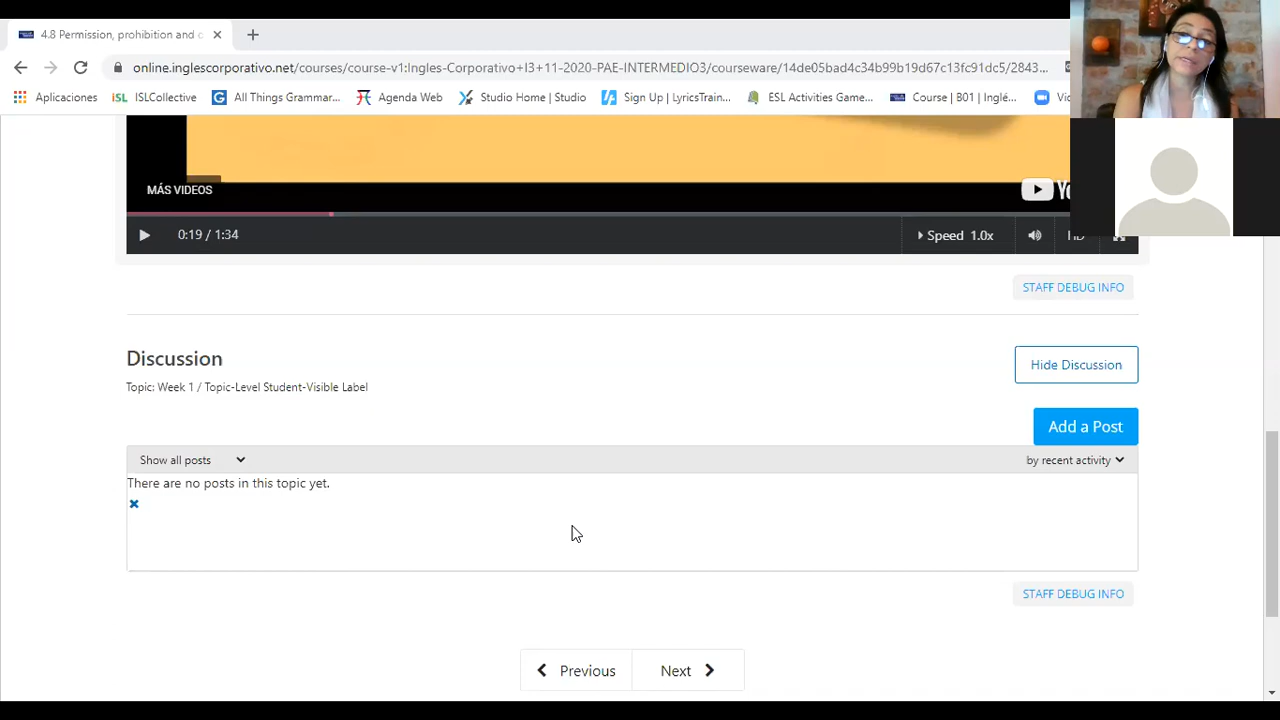 4.8 Permission, prohibition and
online.inglescorporativo.net/courses/course-v1:Ingles-Corporativo+I3+11-2020-PAE-INTERMEDIO3/courseware/14de05bad4c34b99b19d67c13fc91dc5/2843...
Aplicaciones
iSL ISLCollective
All Things Grammar...
Agenda Web
Studio Home | Studio
Sign Up | LyricsTrain...
ESL Activities Game...
Course | B01 | Inglé...
MÁS VIDEOS
0:19 / 1:34
Speed 1.0x
STAFF DEBUG INFO
Discussion
Hide Discussion
Topic: Week 1 / Topic-Level Student-Visible Label
Add a Post
Show all posts
by recent activity
There are no posts in this topic yet.
STAFF DEBUG INFO
Previous
Next